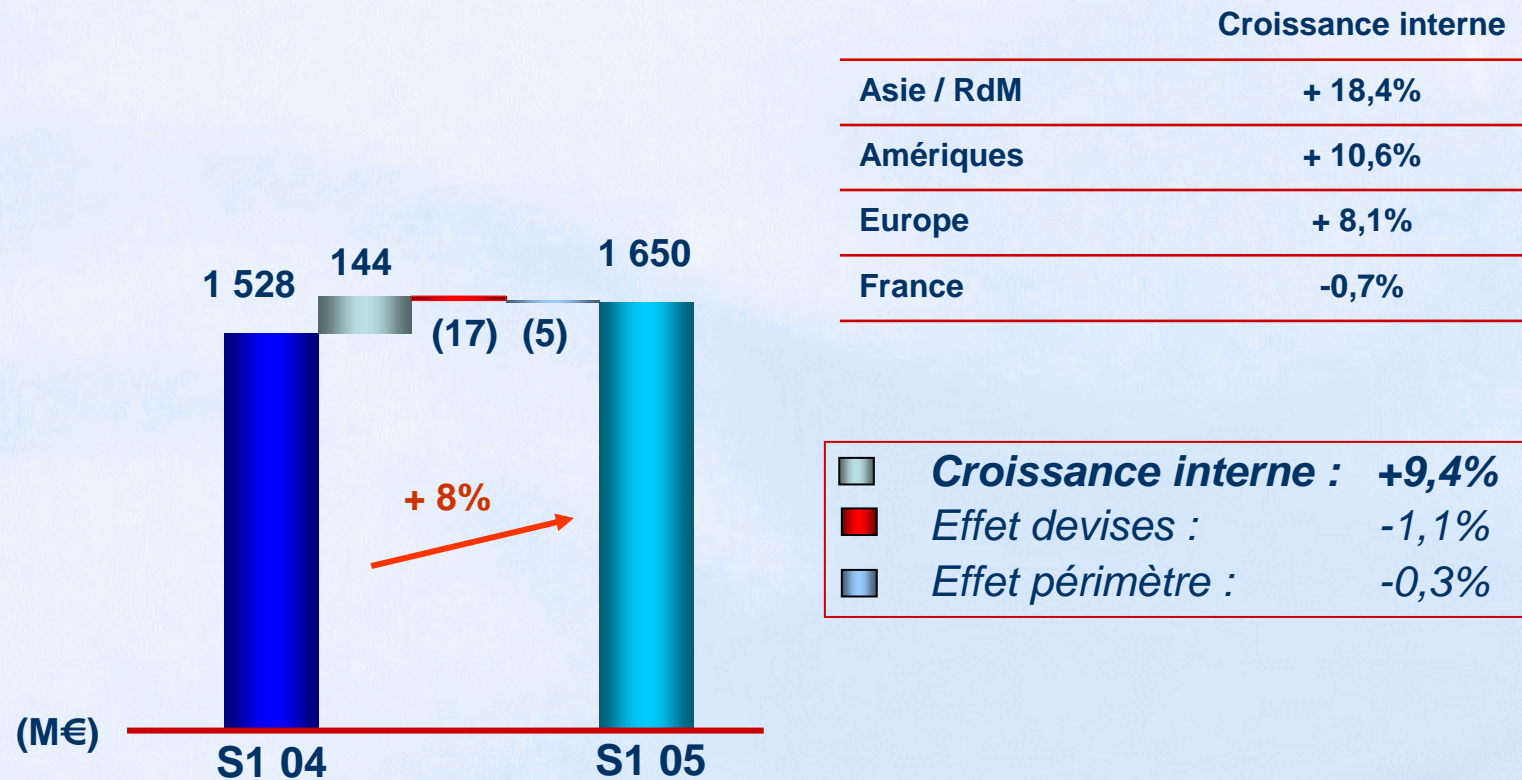 Croissance interne
Asie / RdM + 18,4%
Amériques + 10,6%
Europe + 8,1%
France -0,7%
1 528
144
(17)
(5)
1 650
+ 8%
(M€)
S1 04
S1 05
Croissance interne : +9,4%
Effet devises : -1,1%
Effet périmètre : -0,3%